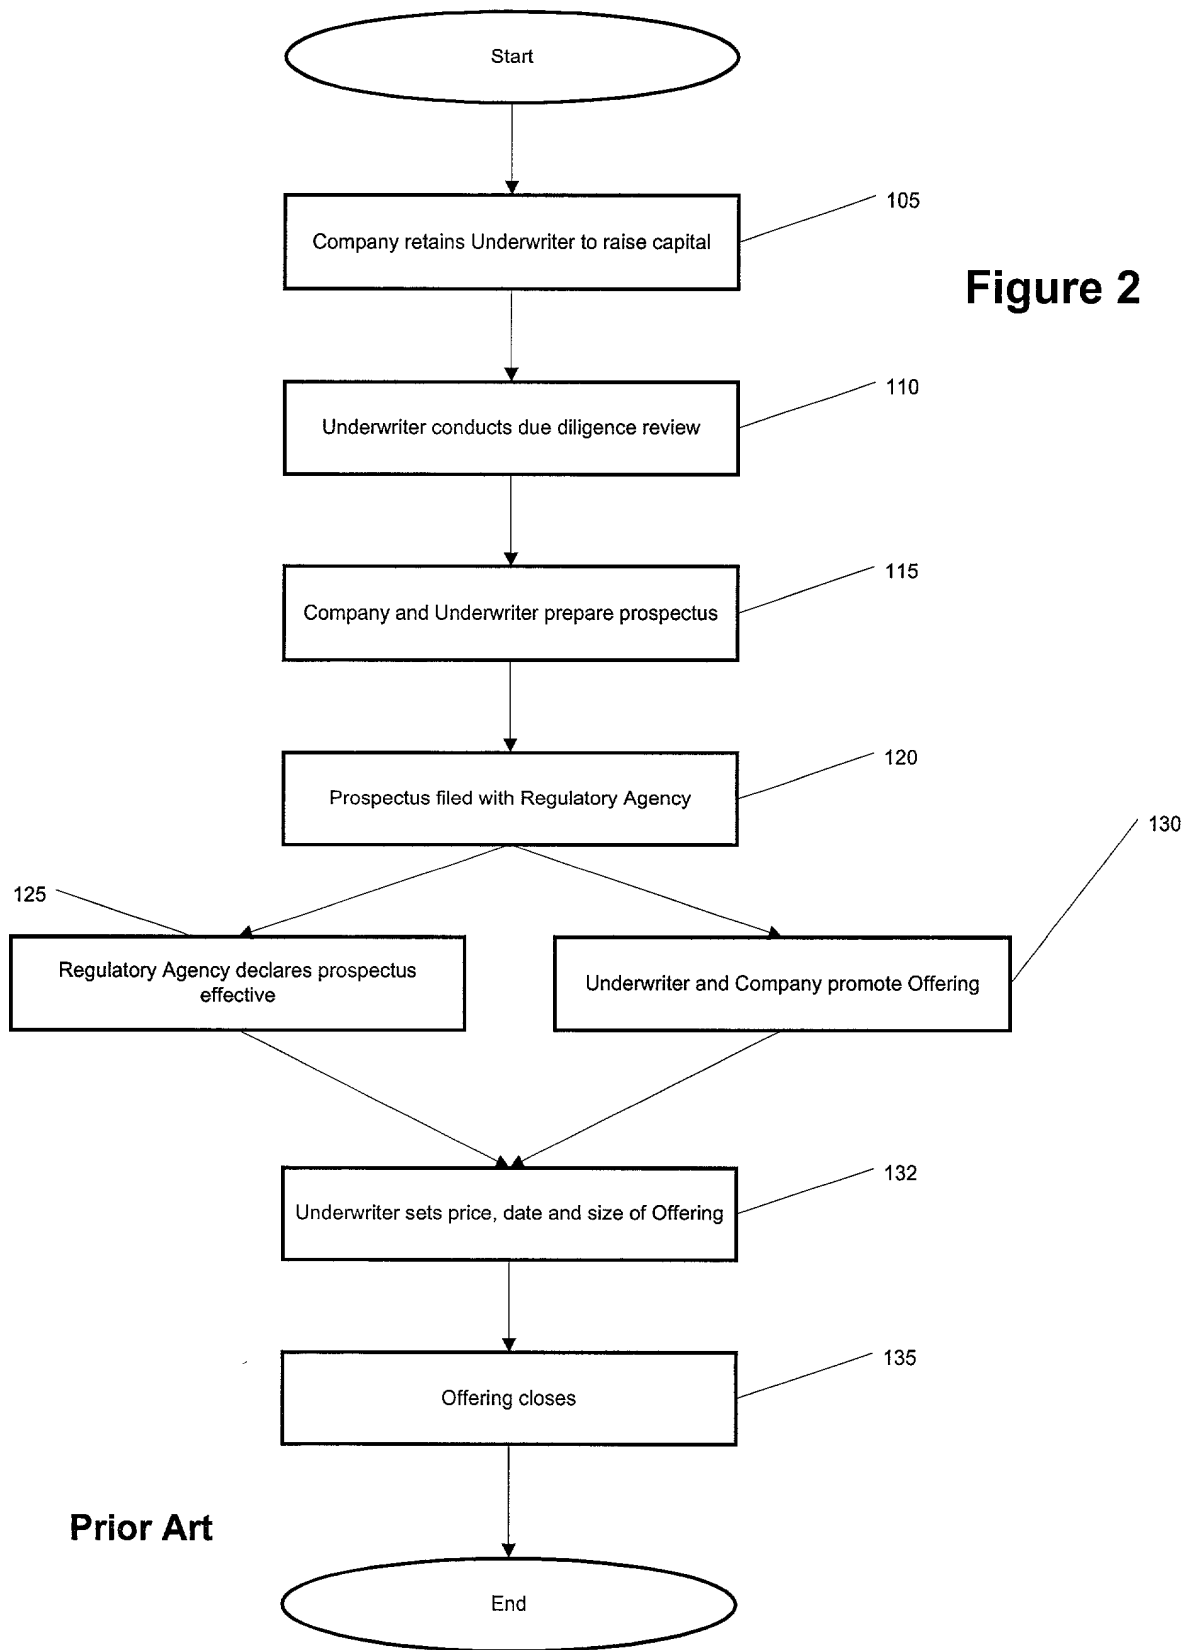 Start
105
Company retains Underwriter to raise capital
Figure 2
110
Underwriter conducts due diligence review
115
Company and Underwriter prepare prospectus
120
Prospectus filed with Regulatory Agency
130
125
Regulatory Agency declares prospectus
effective
Underwriter and Company promote Offering
132
Underwriter sets price, date and size of Offering
135
Offering closes
Prior Art
End